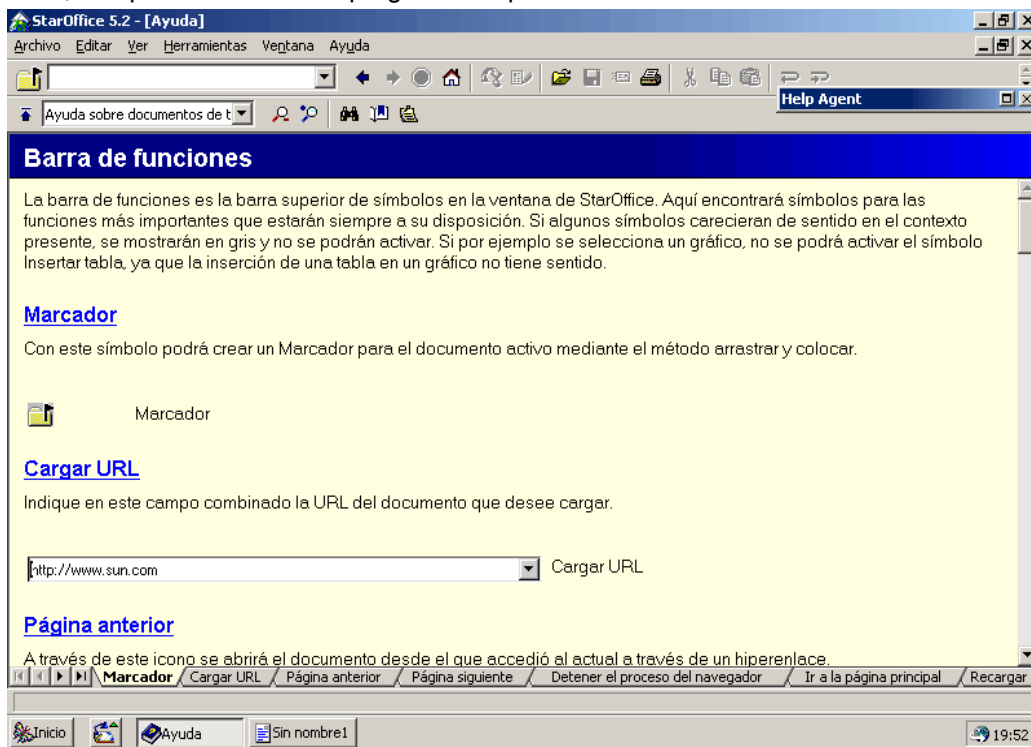 StarOffice 5.2 - [Ayuda]
Archivo Editar Ver Herramientas Ventana Ayuda
Help Agent
Ayuda sobre documentos de t
Barra de funciones
La barra de funciones es la barra superior de símbolos en la ventana de StarOffice. Aquí encontrará símbolos para las
funciones más importantes que estarán siempre a su disposición. Si algunos símbolos carecieran de sentido en el contexto
presente, se mostrarán en gris y no se podrán activar. Si por ejemplo se selecciona un gráfico, no se podrá activar el símbolo
Insertar tabla, ya que la inserción de una tabla en un gráfico no tiene sentido.
Marcador
Con este símbolo podrá crear un Marcador para el documento activo mediante el método arrastrar y colocar.
Marcador
Cargar URL
Indique en este campo combinado la URL del documento que desee cargar.
http://www.sun.com Cargar URL
Página anterior
A través de este icono se abrirá el documento desde el que accedió al actual a través de un hiperenlace.
Marcador Cargar URL Página anterior Página siguiente Detener el proceso del navegador Ir a la página principal Recargar
Inicio Ayuda Sin nombre1 19:52